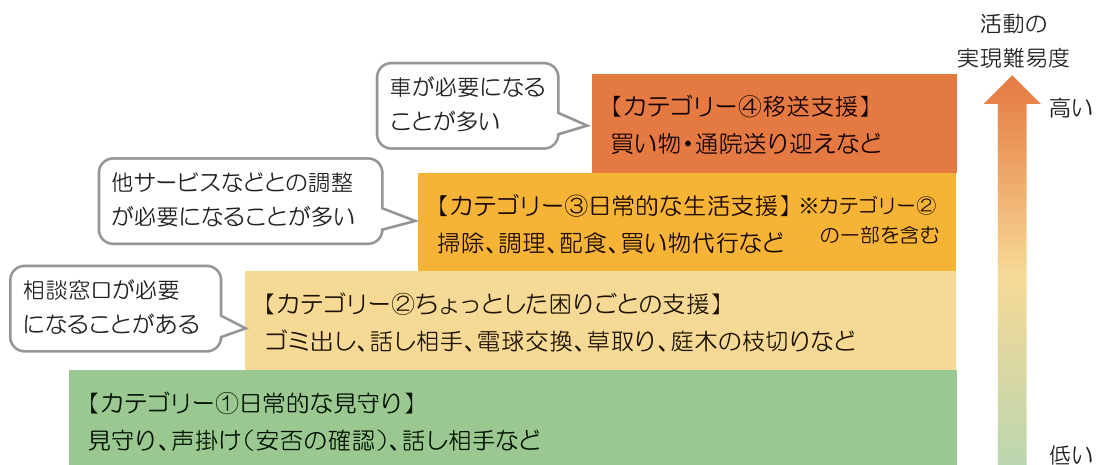 活動の
実現難易度
高い
車が必要になる
ことが多い
【カテゴリー④移送支援】
買い物・通院送り迎えなど
他サービスなどとの調整
が必要になることが多い
【カテゴリー③日常的な生活支援】※カテゴリー②
の一部を含む
掃除、調理、配食、買い物代行など
相談窓口が必要
になることがある
【カテゴリー②ちょっとした困りごとの支援】
ゴミ出し、話し相手、電球交換、草取り、庭木の枝切りなど
【カテゴリー①日常的な見守り】
見守り、声掛け（安否の確認）、話し相手など
低い